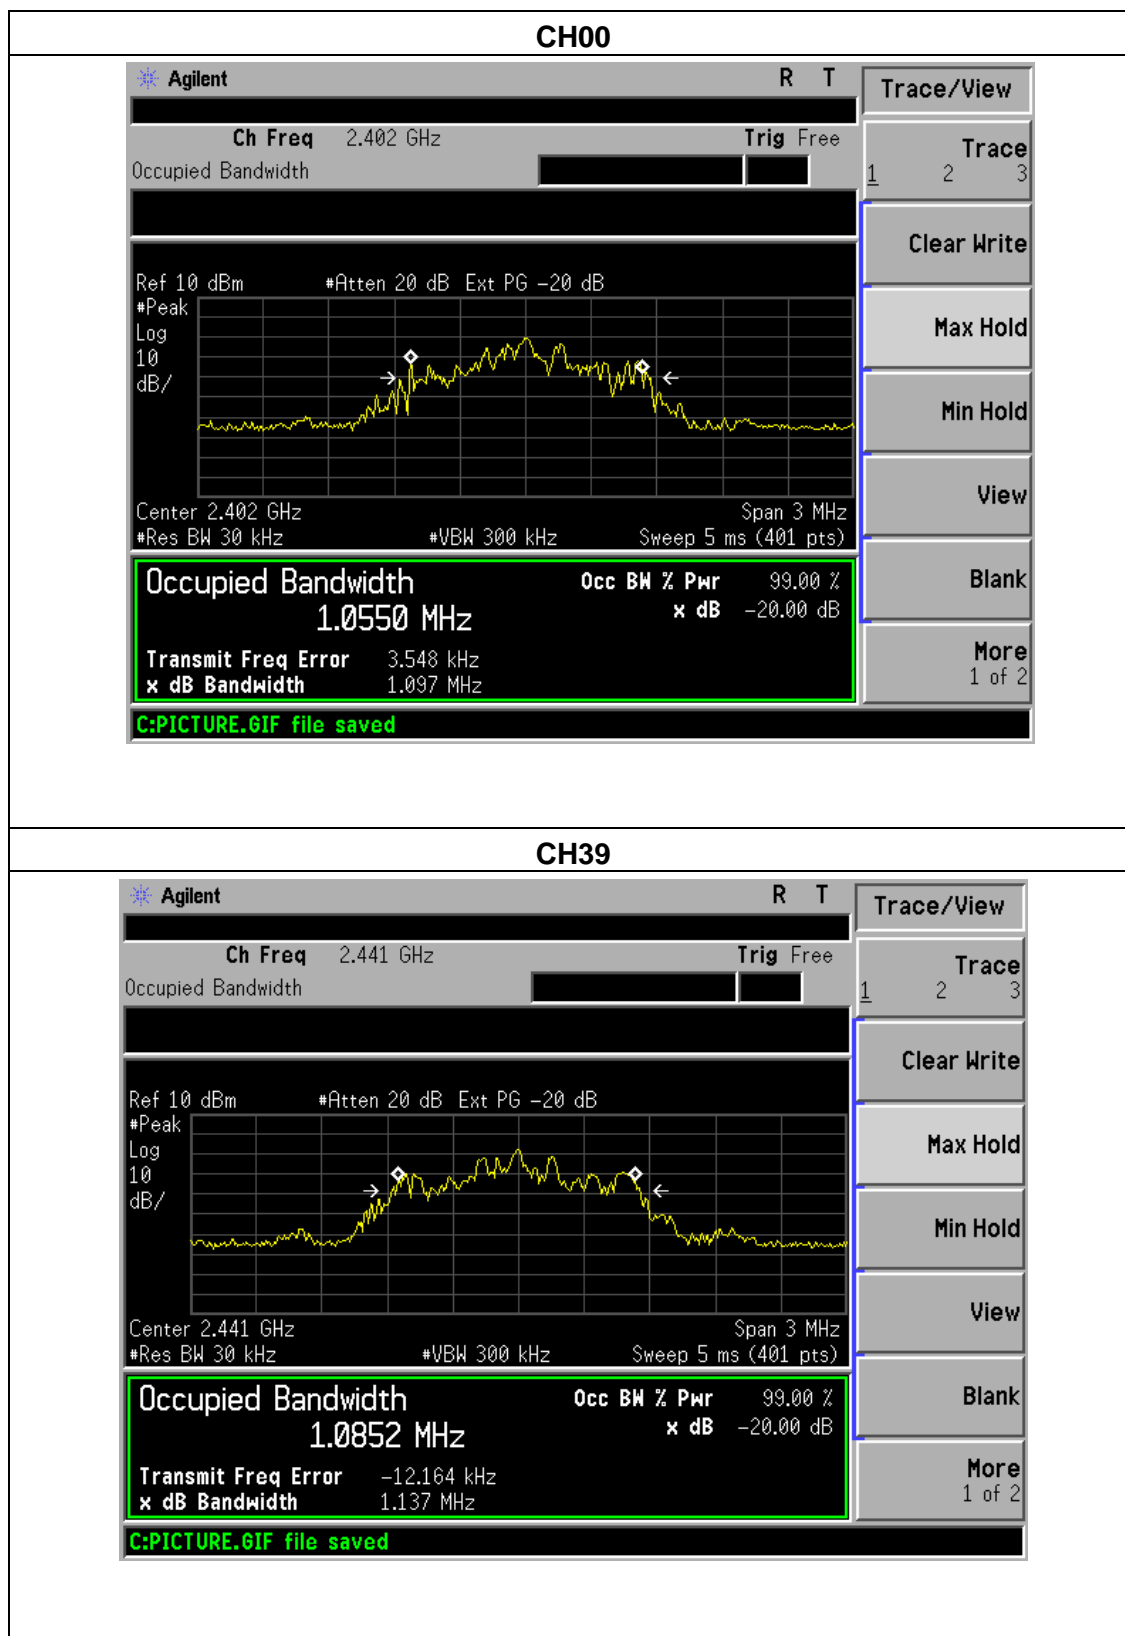 CH00
Agilent
R T
Trace/View
Ch Freq 2.402 GHz
Trig Free
Occupied Bandwidth
Trace
1 2 3
Clear Write
Ref 10 dBm #Atten 20 dB Ext PG −20 dB
#Peak
Log
10
dB/
Max Hold
Min Hold
View
Center 2.402 GHz
Span 3 MHz
#Res BW 30 kHz #VBW 300 kHz Sweep 5 ms (401 pts)
Blank
Occupied Bandwidth
1.0550 MHz
Occ BW % Pwr 99.00 %
x dB −20.00 dB
Transmit Freq Error 3.548 kHz
x dB Bandwidth 1.097 MHz
More
1 of 2
C:PICTURE.GIF file saved
CH39
Agilent
R T
Trace/View
Ch Freq 2.441 GHz
Trig Free
Occupied Bandwidth
Trace
1 2 3
Clear Write
Ref 10 dBm #Atten 20 dB Ext PG −20 dB
#Peak
Log
10
dB/
Max Hold
Min Hold
View
Center 2.441 GHz
Span 3 MHz
#Res BW 30 kHz #VBW 300 kHz Sweep 5 ms (401 pts)
Blank
Occupied Bandwidth
1.0852 MHz
Occ BW % Pwr 99.00 %
x dB −20.00 dB
Transmit Freq Error −12.164 kHz
x dB Bandwidth 1.137 MHz
More
1 of 2
C:PICTURE.GIF file saved